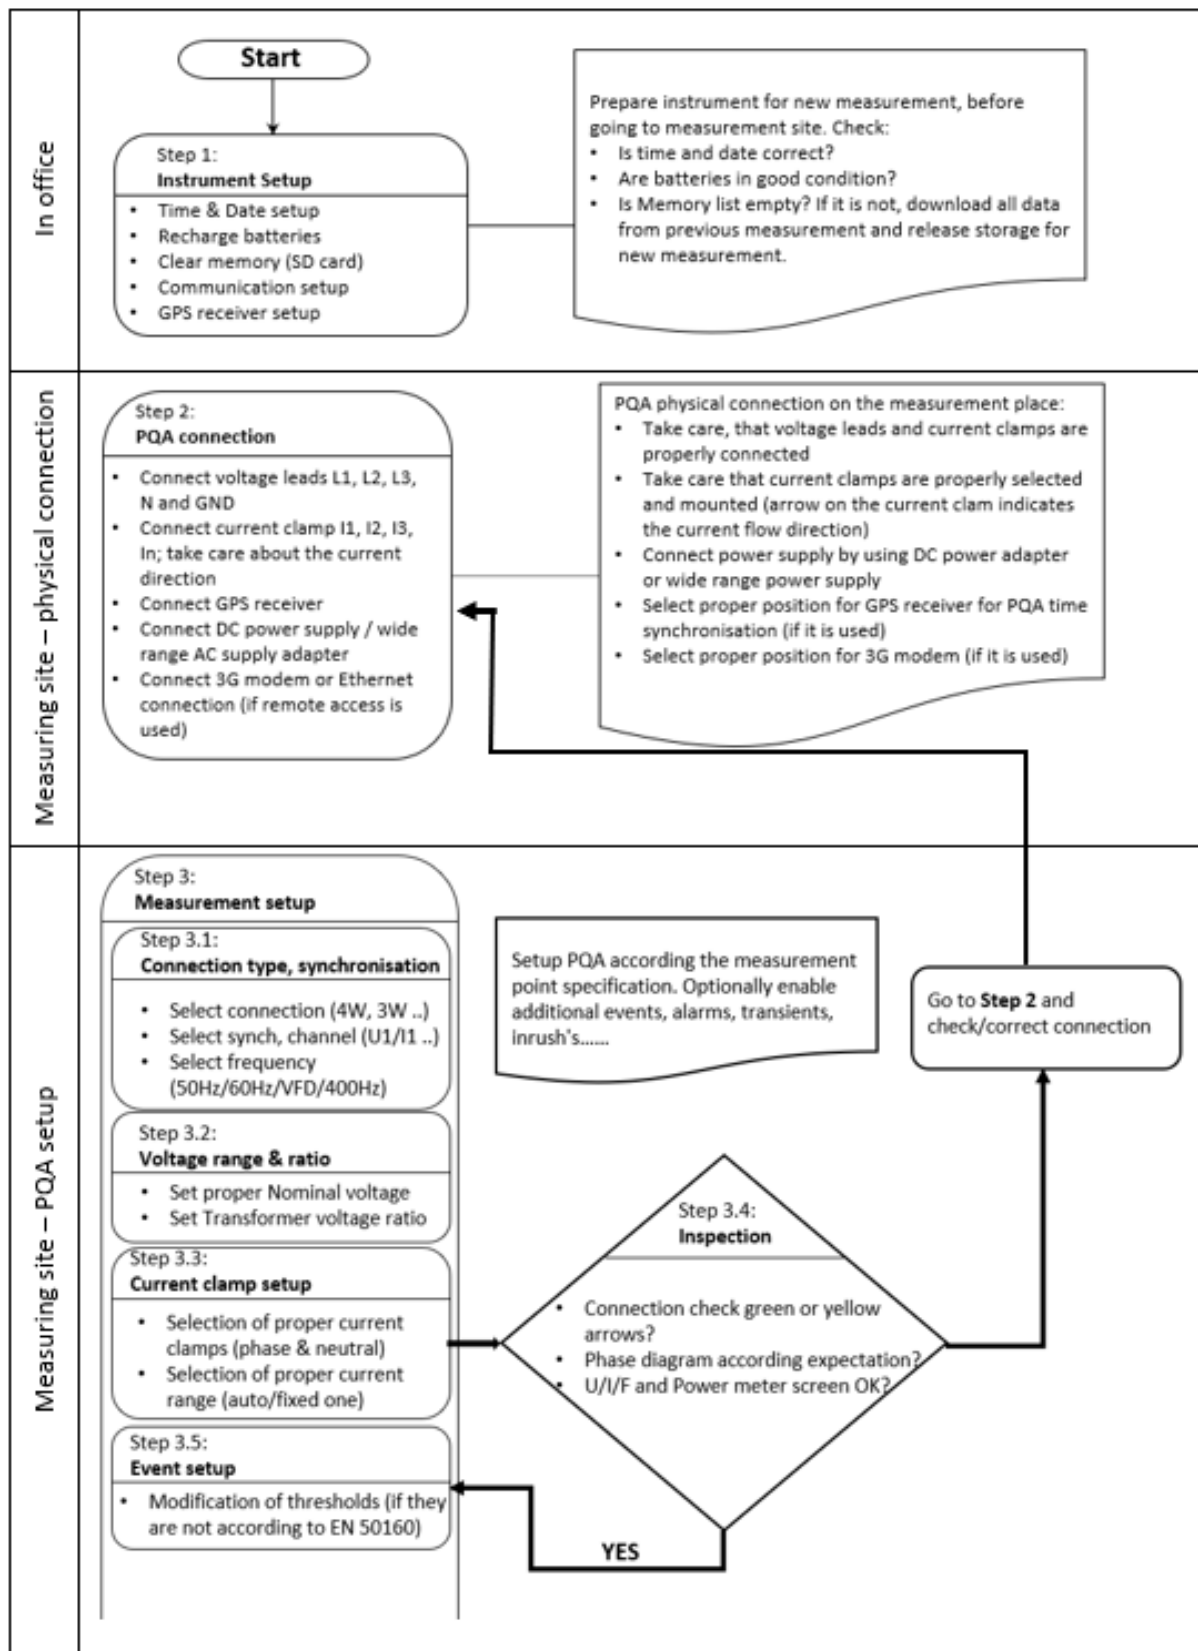 In office
Start
Step 1:
Instrument Setup
• Time & Date setup
• Recharge batteries
• Clear memory (SD card)
• Communication setup
• GPS receiver setup
Prepare instrument for new measurement, before
going to measurement site. Check:
• Is time and date correct?
• Are batteries in good condition?
• Is Memory list empty? If it is not, download all data
from previous measurement and release storage for
new measurement.
Measuring site – physical connection
Step 2:
PQA connection
• Connect voltage leads L1, L2, L3,
N and GND
• Connect current clamp I1, I2, I3,
In; take care about the current
direction
• Connect GPS receiver
• Connect DC power supply / wide
range AC supply adapter
• Connect 3G modem or Ethernet
connection (if remote access is
used)
PQA physical connection on the measurement place:
• Take care, that voltage leads and current clamps are
properly connected
• Take care that current clamps are properly selected
and mounted (arrow on the current clam indicates
the current flow direction)
• Connect power supply by using DC power adapter
or wide range power supply
• Select proper position for GPS receiver for PQA time
synchronisation (if it is used)
• Select proper position for 3G modem (if it is used)
Measuring site – PQA setup
Step 3:
Measurement setup
Step 3.1:
Connection type, synchronisation
• Select connection (4W, 3W ..)
• Select synch, channel (U1/I1 ..)
• Select frequency
(50Hz/60Hz/VFD/400Hz)
Step 3.2:
Voltage range & ratio
• Set proper Nominal voltage
• Set Transformer voltage ratio
Step 3.3:
Current clamp setup
• Selection of proper current
clamps (phase & neutral)
• Selection of proper current
range (auto/fixed one)
Step 3.5:
Event setup
• Modification of thresholds (if they
are not according to EN 50160)
Setup PQA according the measurement
point specification. Optionally enable
additional events, alarms, transients,
inrush's......
Go to Step 2 and
check/correct connection
Step 3.4:
Inspection
• Connection check green or yellow
arrows?
• Phase diagram according expectation?
• U/I/F and Power meter screen OK?
YES